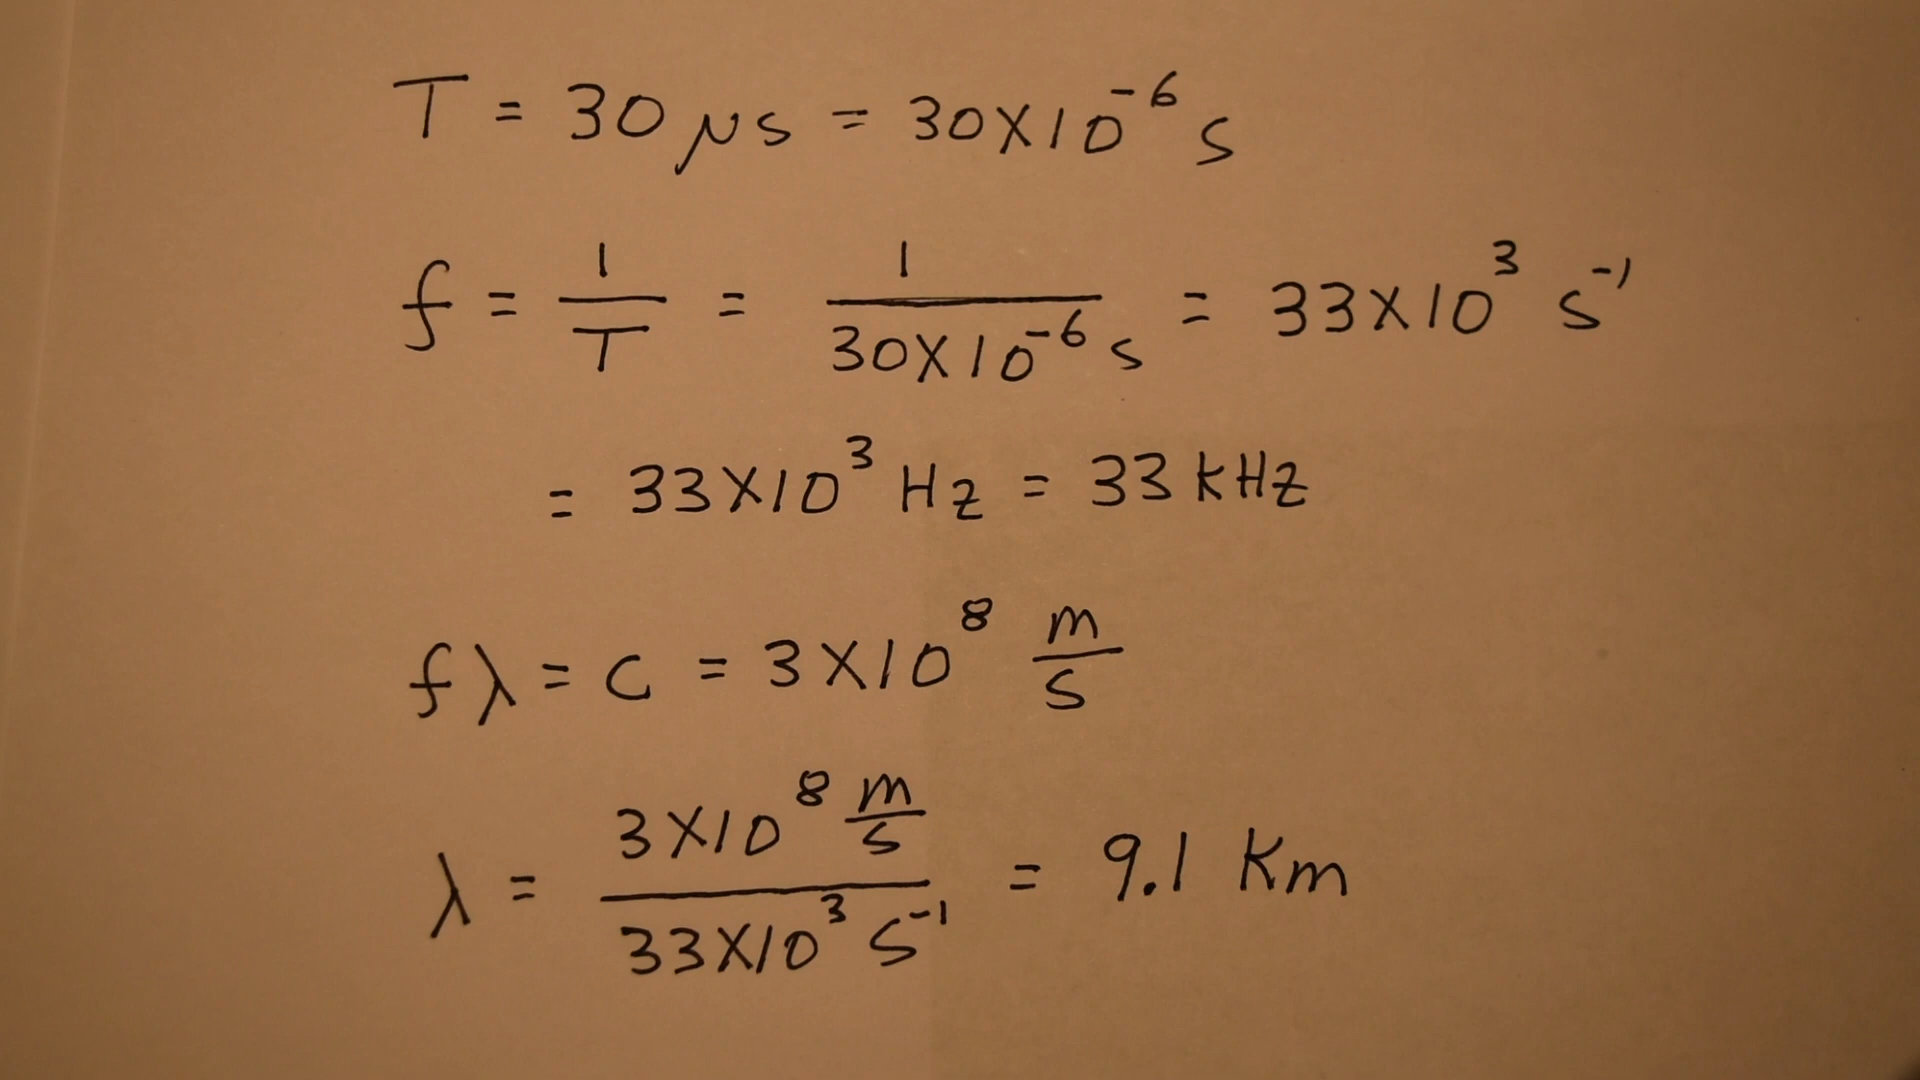 T = 30 μs = 30×10⁻⁶ s
f = 1/T = 1/(30×10⁻⁶ s) = 33×10³ s⁻¹
= 33×10³ Hz = 33 kHz
fλ = c = 3×10⁸ m/s
λ = (3×10⁸ m/s)/(33×10³ s⁻¹) = 9.1 Km